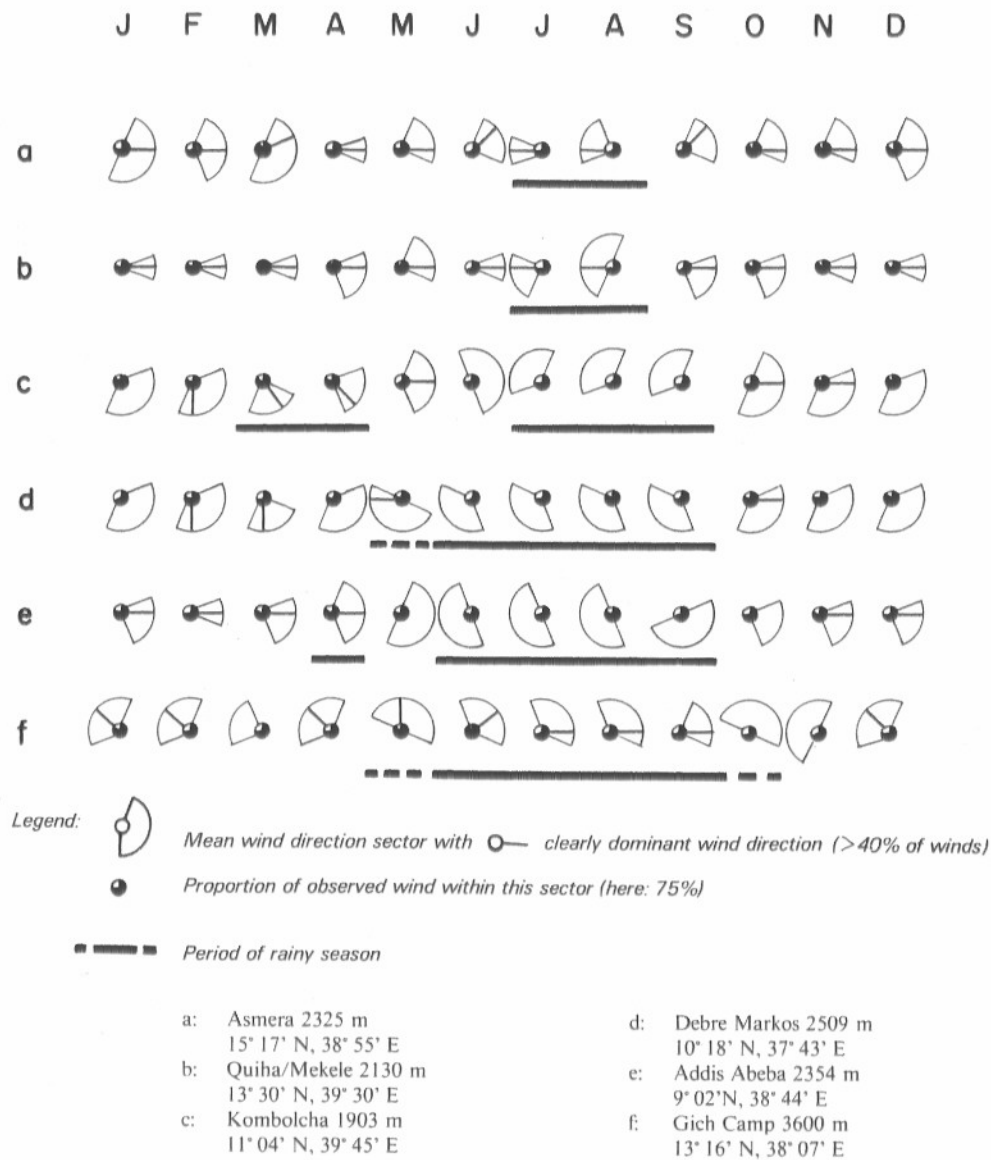 J F M A M J J A S O N D
a
b
c
d
e
f
Legend:
Mean wind direction sector with clearly dominant wind direction (>40% of winds)
Proportion of observed wind within this sector (here: 75%)
Period of rainy season
a: Asmera 2325 m
15° 17' N, 38° 55' E
b: Quiha/Mekele 2130 m
13° 30' N, 39° 30' E
c: Kombolcha 1903 m
11° 04' N, 39° 45' E
d: Debre Markos 2509 m
10° 18' N, 37° 43' E
e: Addis Abeba 2354 m
9° 02'N, 38° 44' E
f: Gich Camp 3600 m
13° 16' N, 38° 07' E